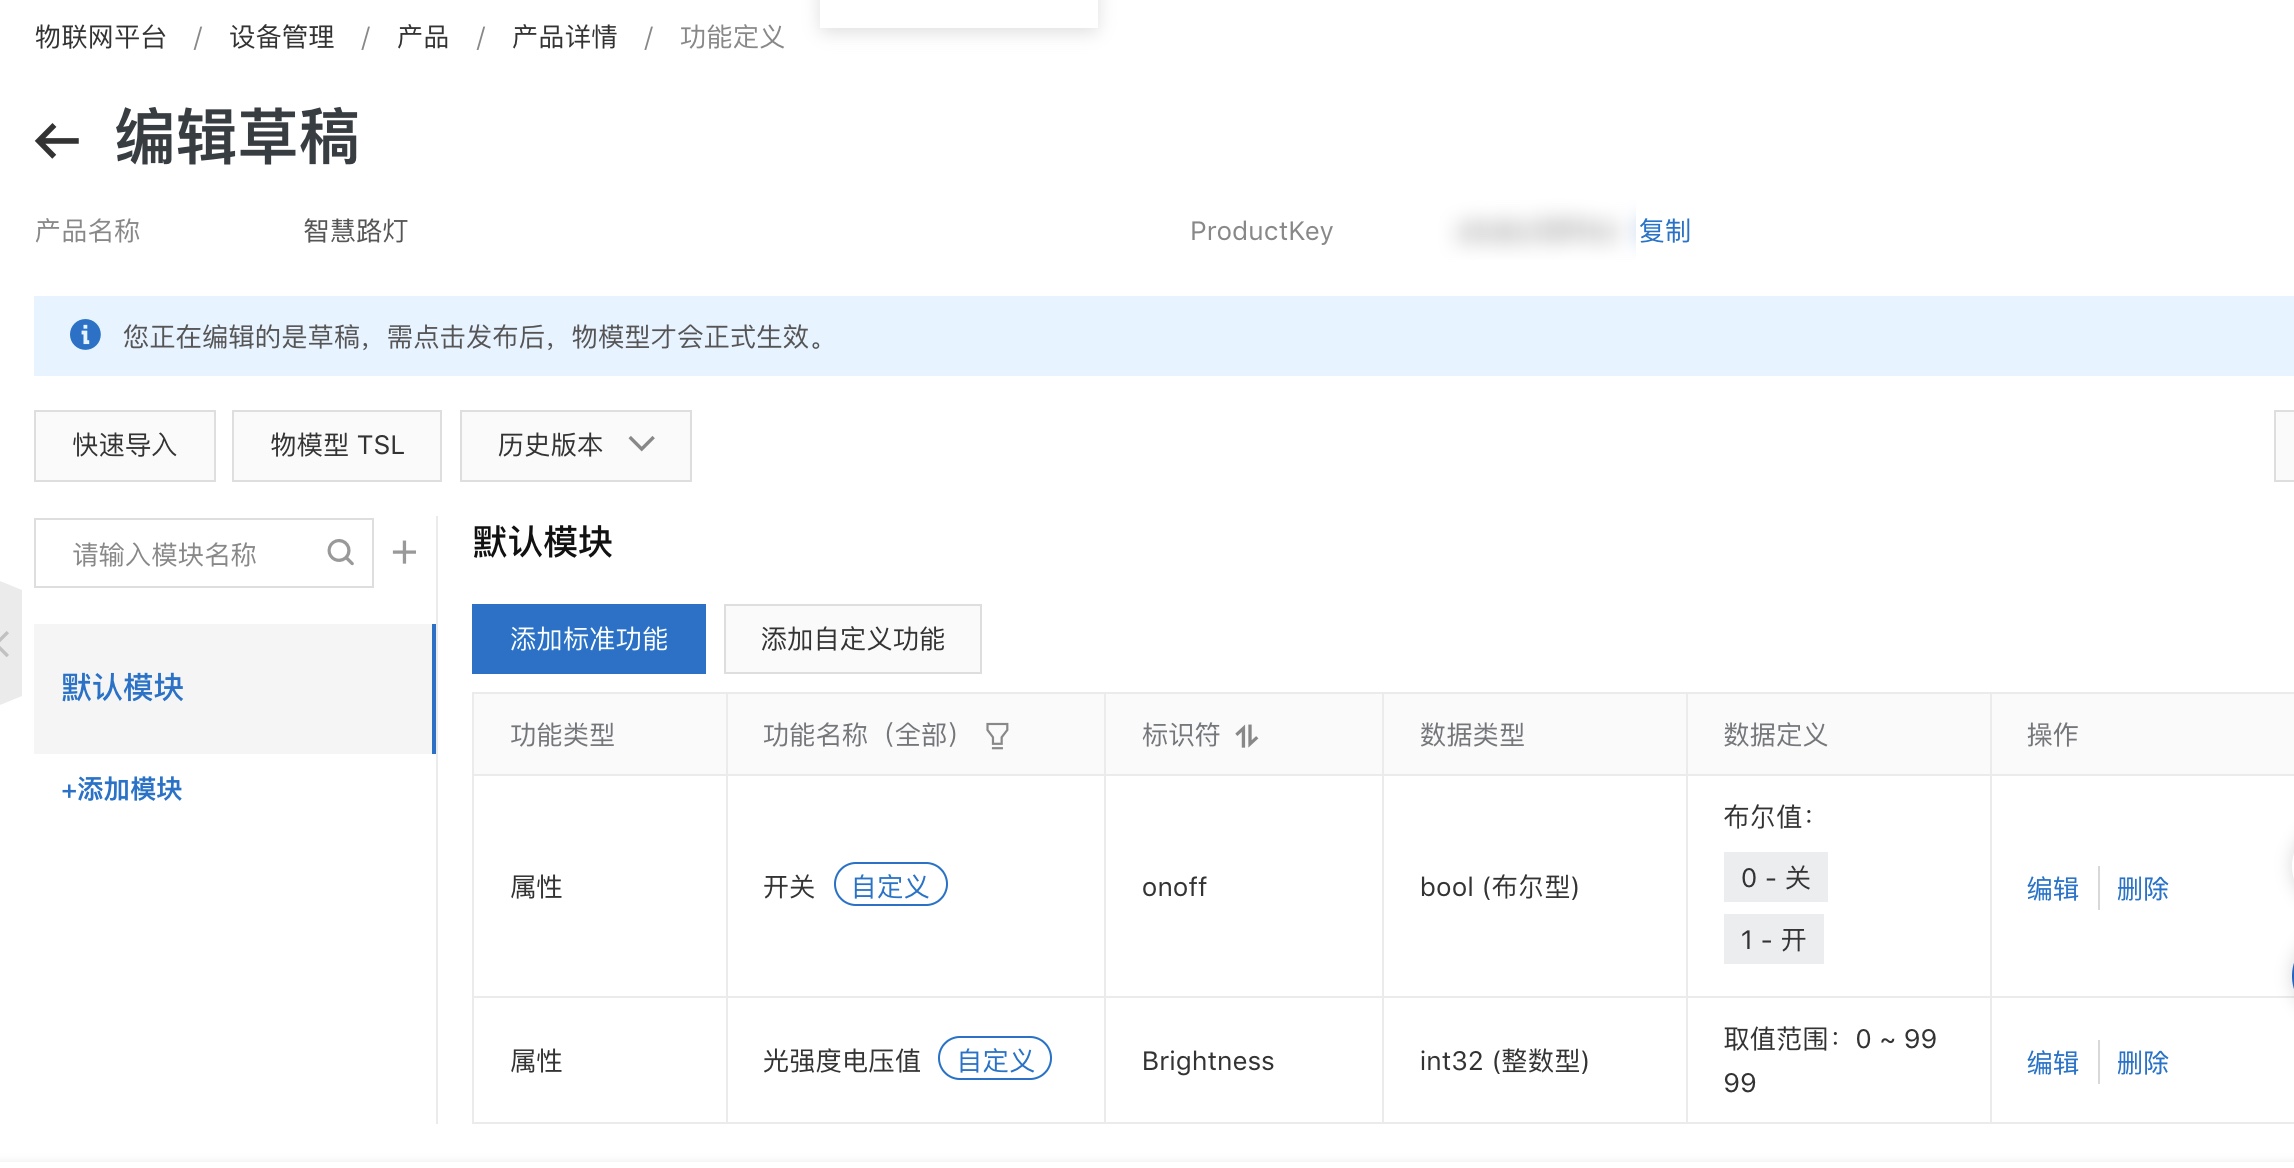 物联网平台 / 设备管理 / 产品 / 产品详情 / 功能定义
编辑草稿
产品名称 智慧路灯 ProductKey 复制
您正在编辑的是草稿，需点击发布后，物模型才会正式生效。
快速导入 物模型 TSL 历史版本
请输入模块名称 +
默认模块
+添加模块
默认模块
添加标准功能 添加自定义功能
功能类型 功能名称（全部） 标识符 数据类型 数据定义 操作
属性 开关 自定义 onoff bool (布尔型) 布尔值：
0 - 关
1 - 开
编辑 删除
属性 光强度电压值 自定义 Brightness int32 (整数型) 取值范围：0 ~ 99
99
编辑 删除